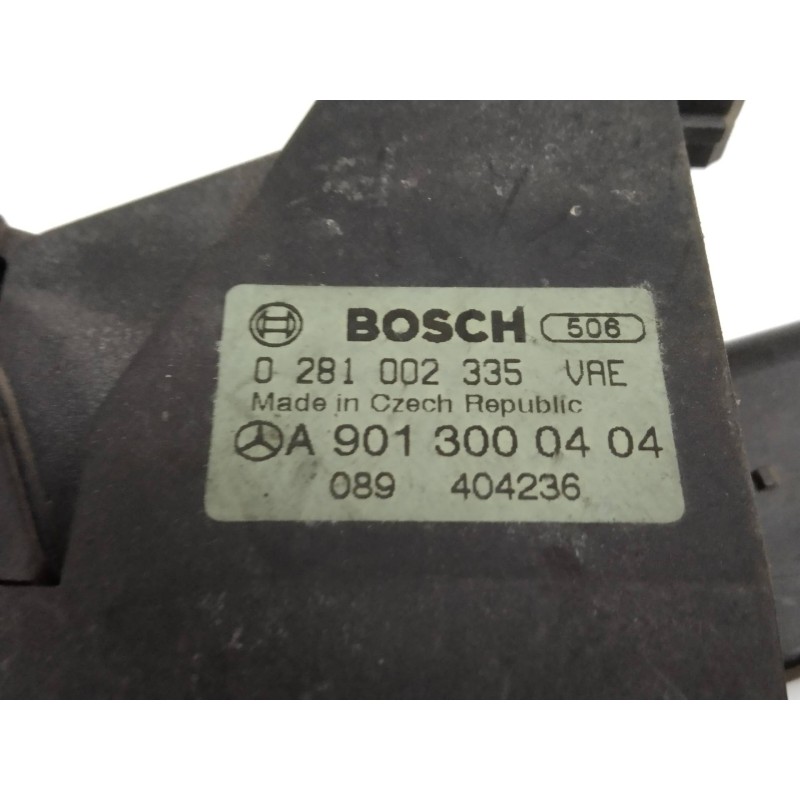 BOSCH 506
0 281 002 335 VAE
Made in Czech Republic
A 901 300 04 04
089 404236